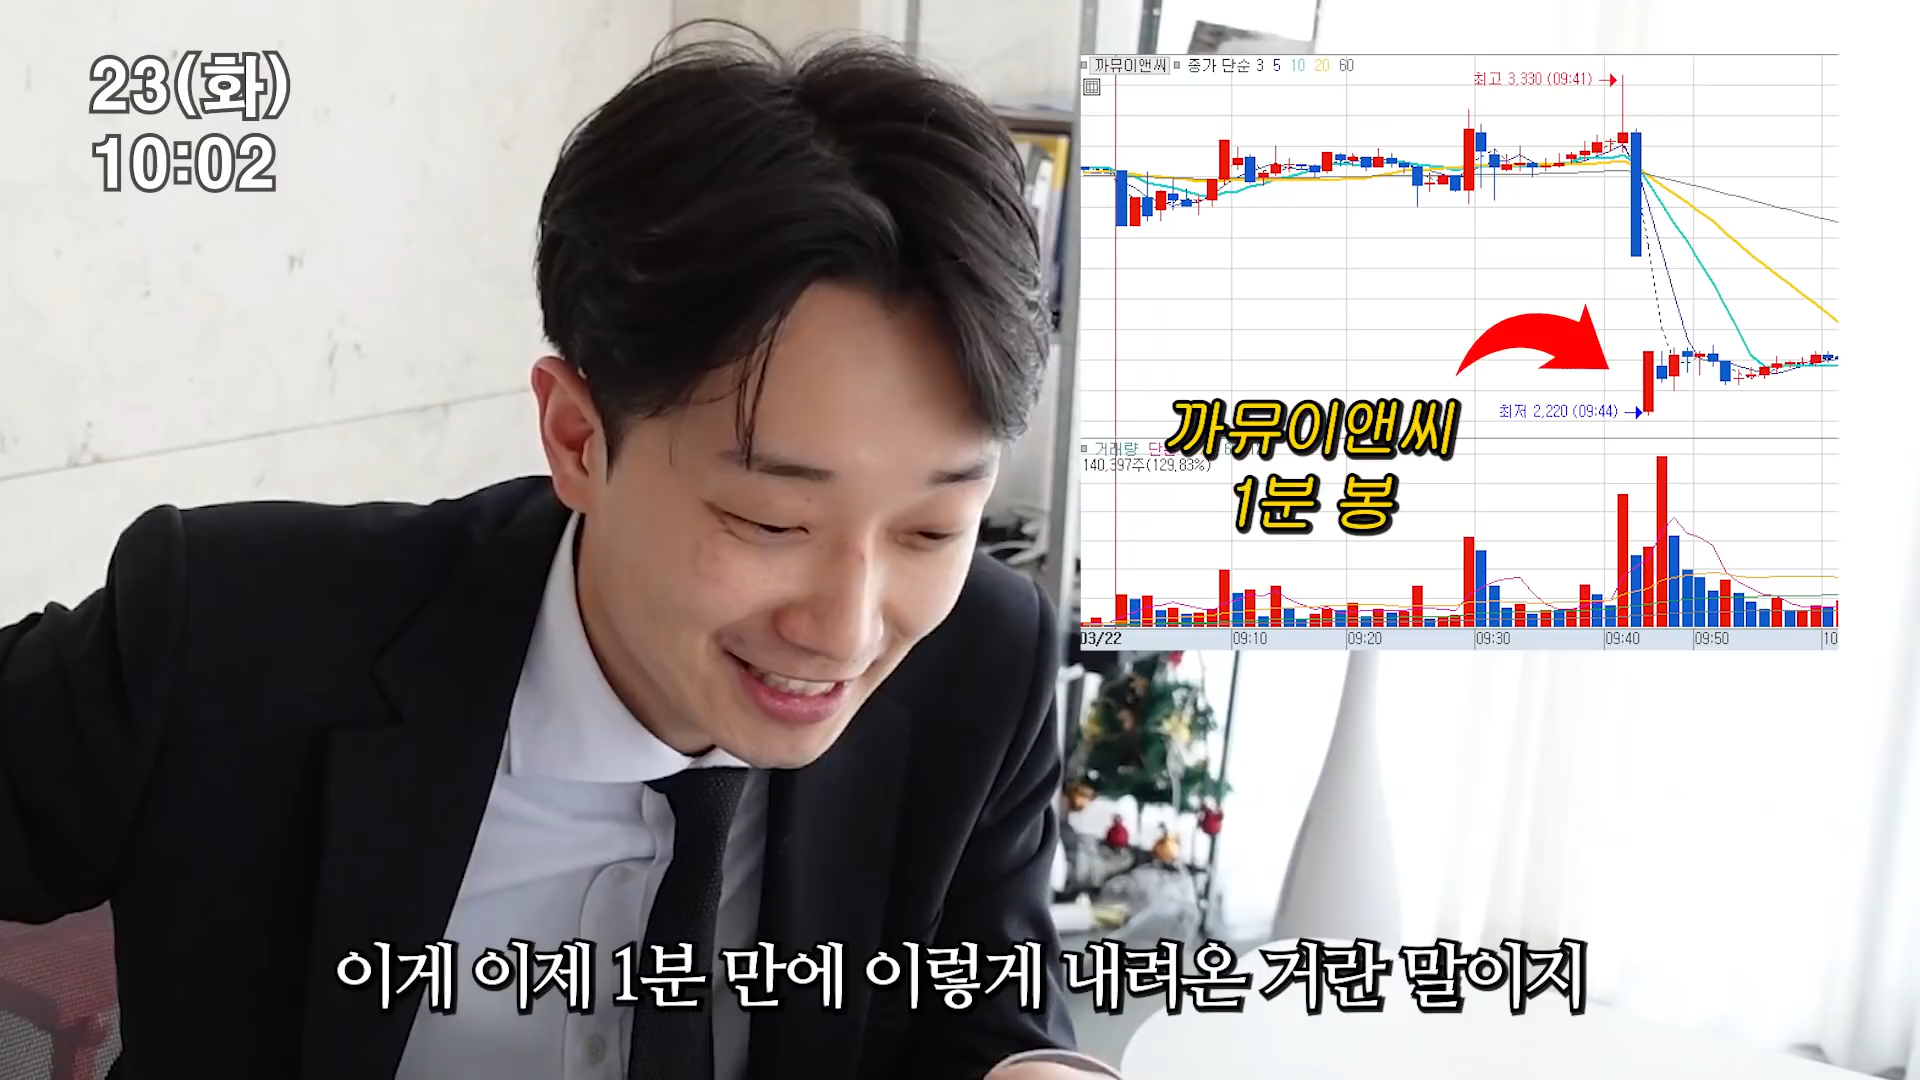 23(화)
10:02
까뮤이앤씨 종가 단순 3 5 10 20 60
최고 3,330 (09:41)
최저 2,220 (09:44)
까뮤이앤씨
1분 봉
거래량
140,397주(129.83%)
03/22 09:10 09:20 09:30 09:40 09:50 10
이게 이제 1분 만에 이렇게 내려온 거란 말이지